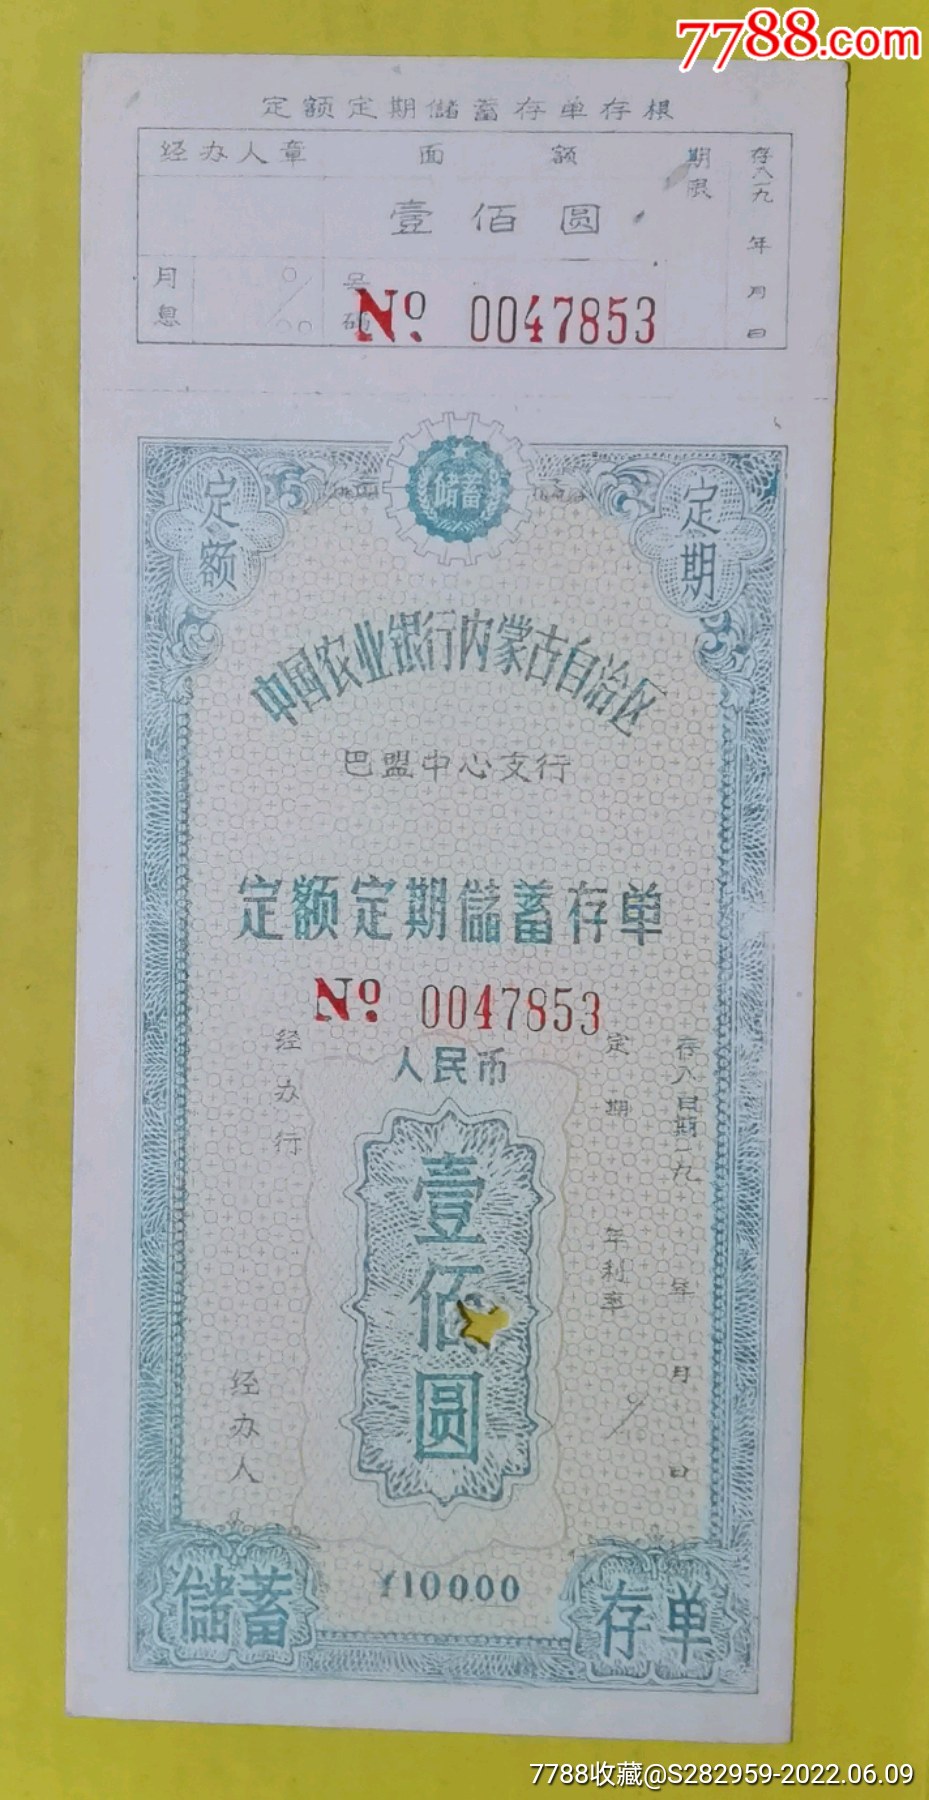 7788.com
定额定期儲蓄存单存根
经办人章 面额 期限 存入一九 年 月 日
壹佰圆
月息 %00 号码 Nº 0047853
儲蓄
定额 定期
中国农业银行内蒙古自治区
巴盟中心支行
定额定期儲蓄存单
Nº 0047853
人民币
壹佰圆
经办行
定期 年利率 %
存入日期一九 年 月 日
经办人
¥10000
儲蓄 存单
7788收藏@S282959-2022.06.09